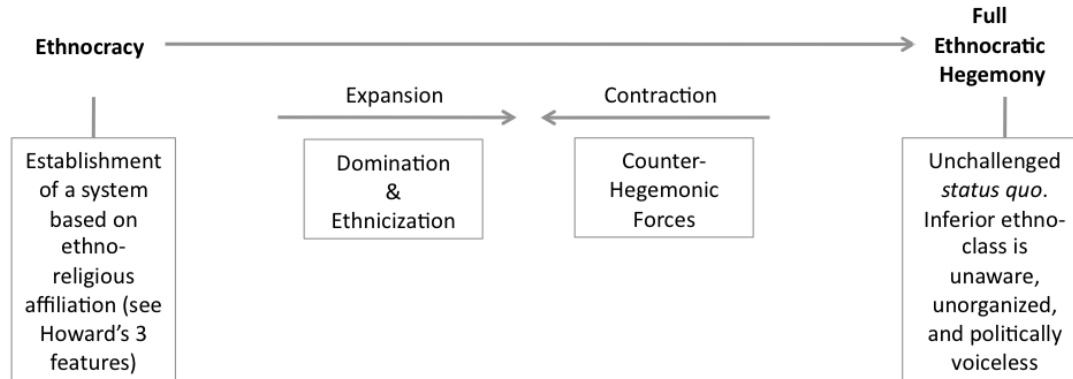 Ethnocracy
Full
Ethnocratic
Hegemony
Expansion
Contraction
Establishment
of a system
based on
ethno-
religious
affiliation (see
Howard's 3
features)
Domination
&
Ethnicization
Counter-
Hegemonic
Forces
Unchallenged
status quo.
Inferior ethno-
class is
unaware,
unorganized,
and politically
voiceless